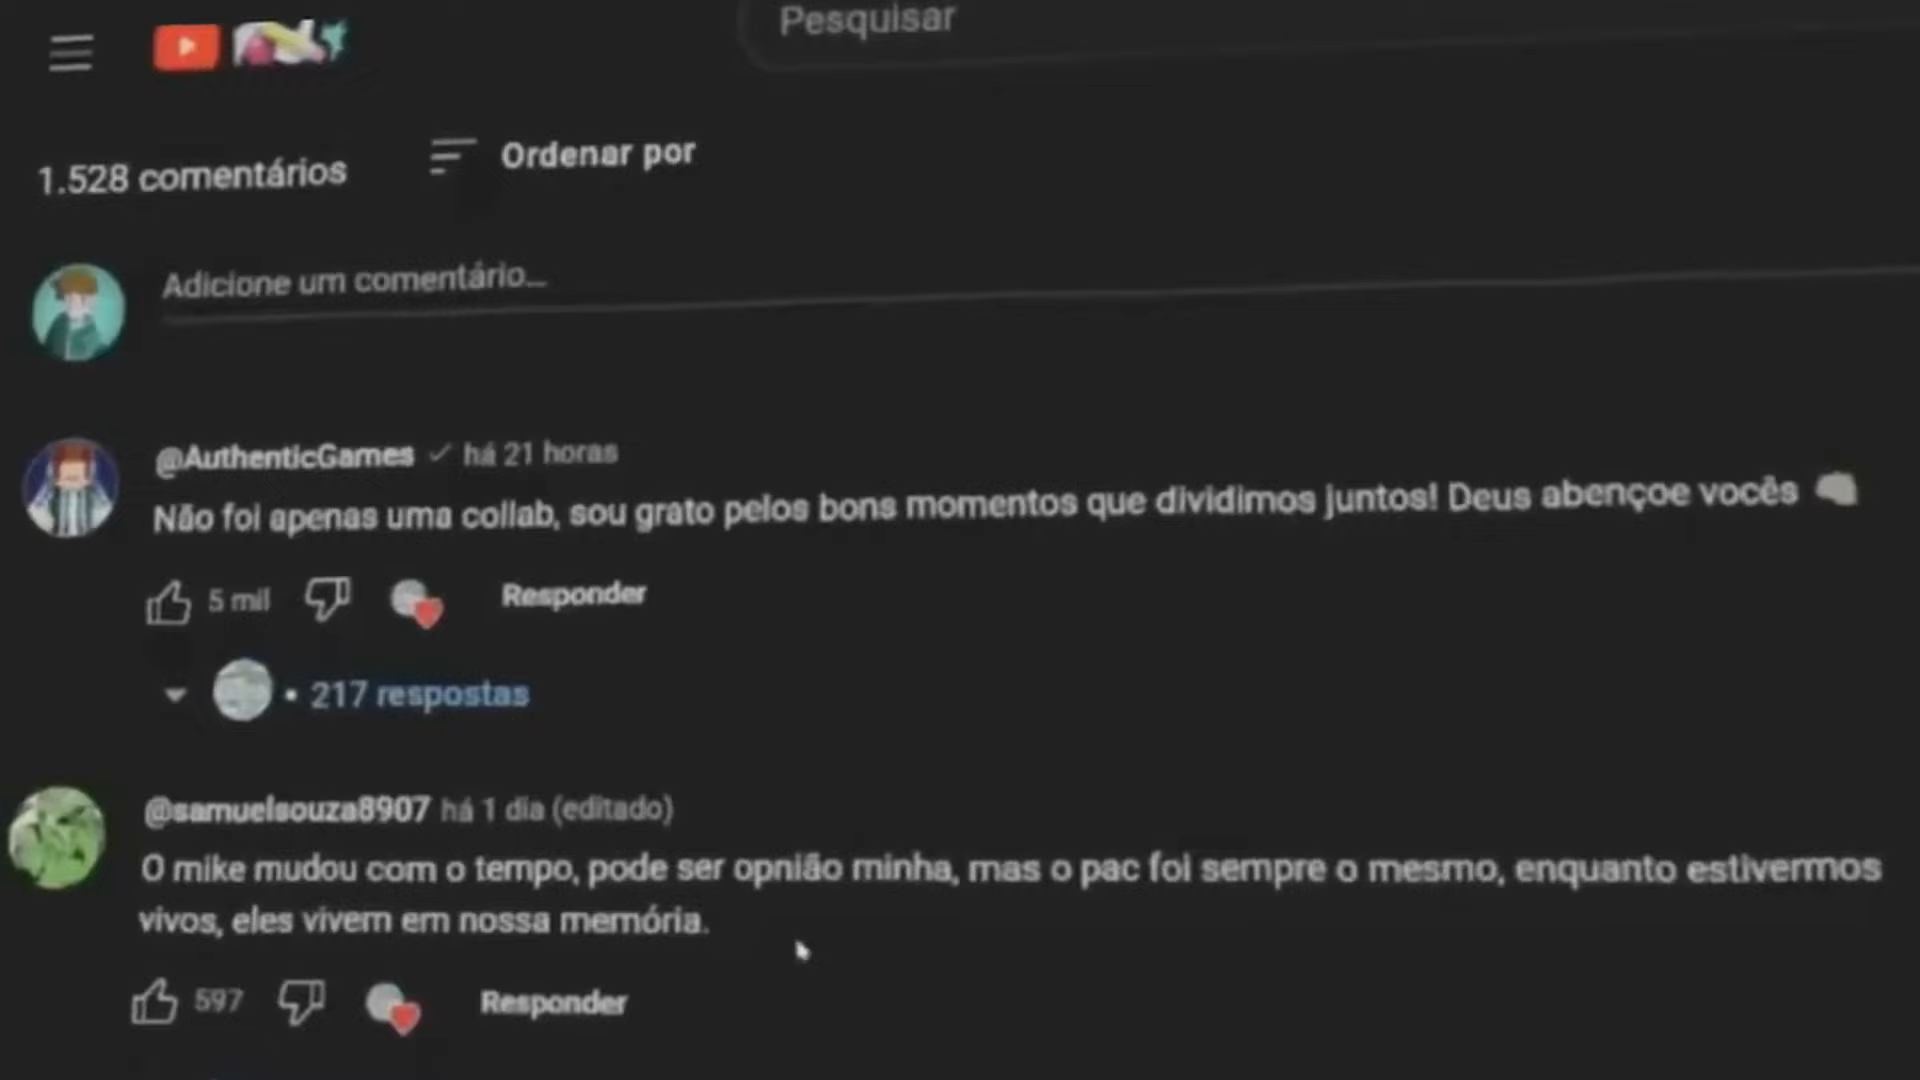 Pesquisar
1.528 comentários
Ordenar por
Adicione um comentário...
@AuthenticGames há 21 horas
Não foi apenas uma collab, sou grato pelos bons momentos que dividimos juntos! Deus abençoe vocês
5 mil
Responder
• 217 respostas
@samuelsouza8907 há 1 dia (editado)
O mike mudou com o tempo, pode ser opnião minha, mas o pac foi sempre o mesmo, enquanto estivermos
vivos, eles vivem em nossa memória.
597
Responder